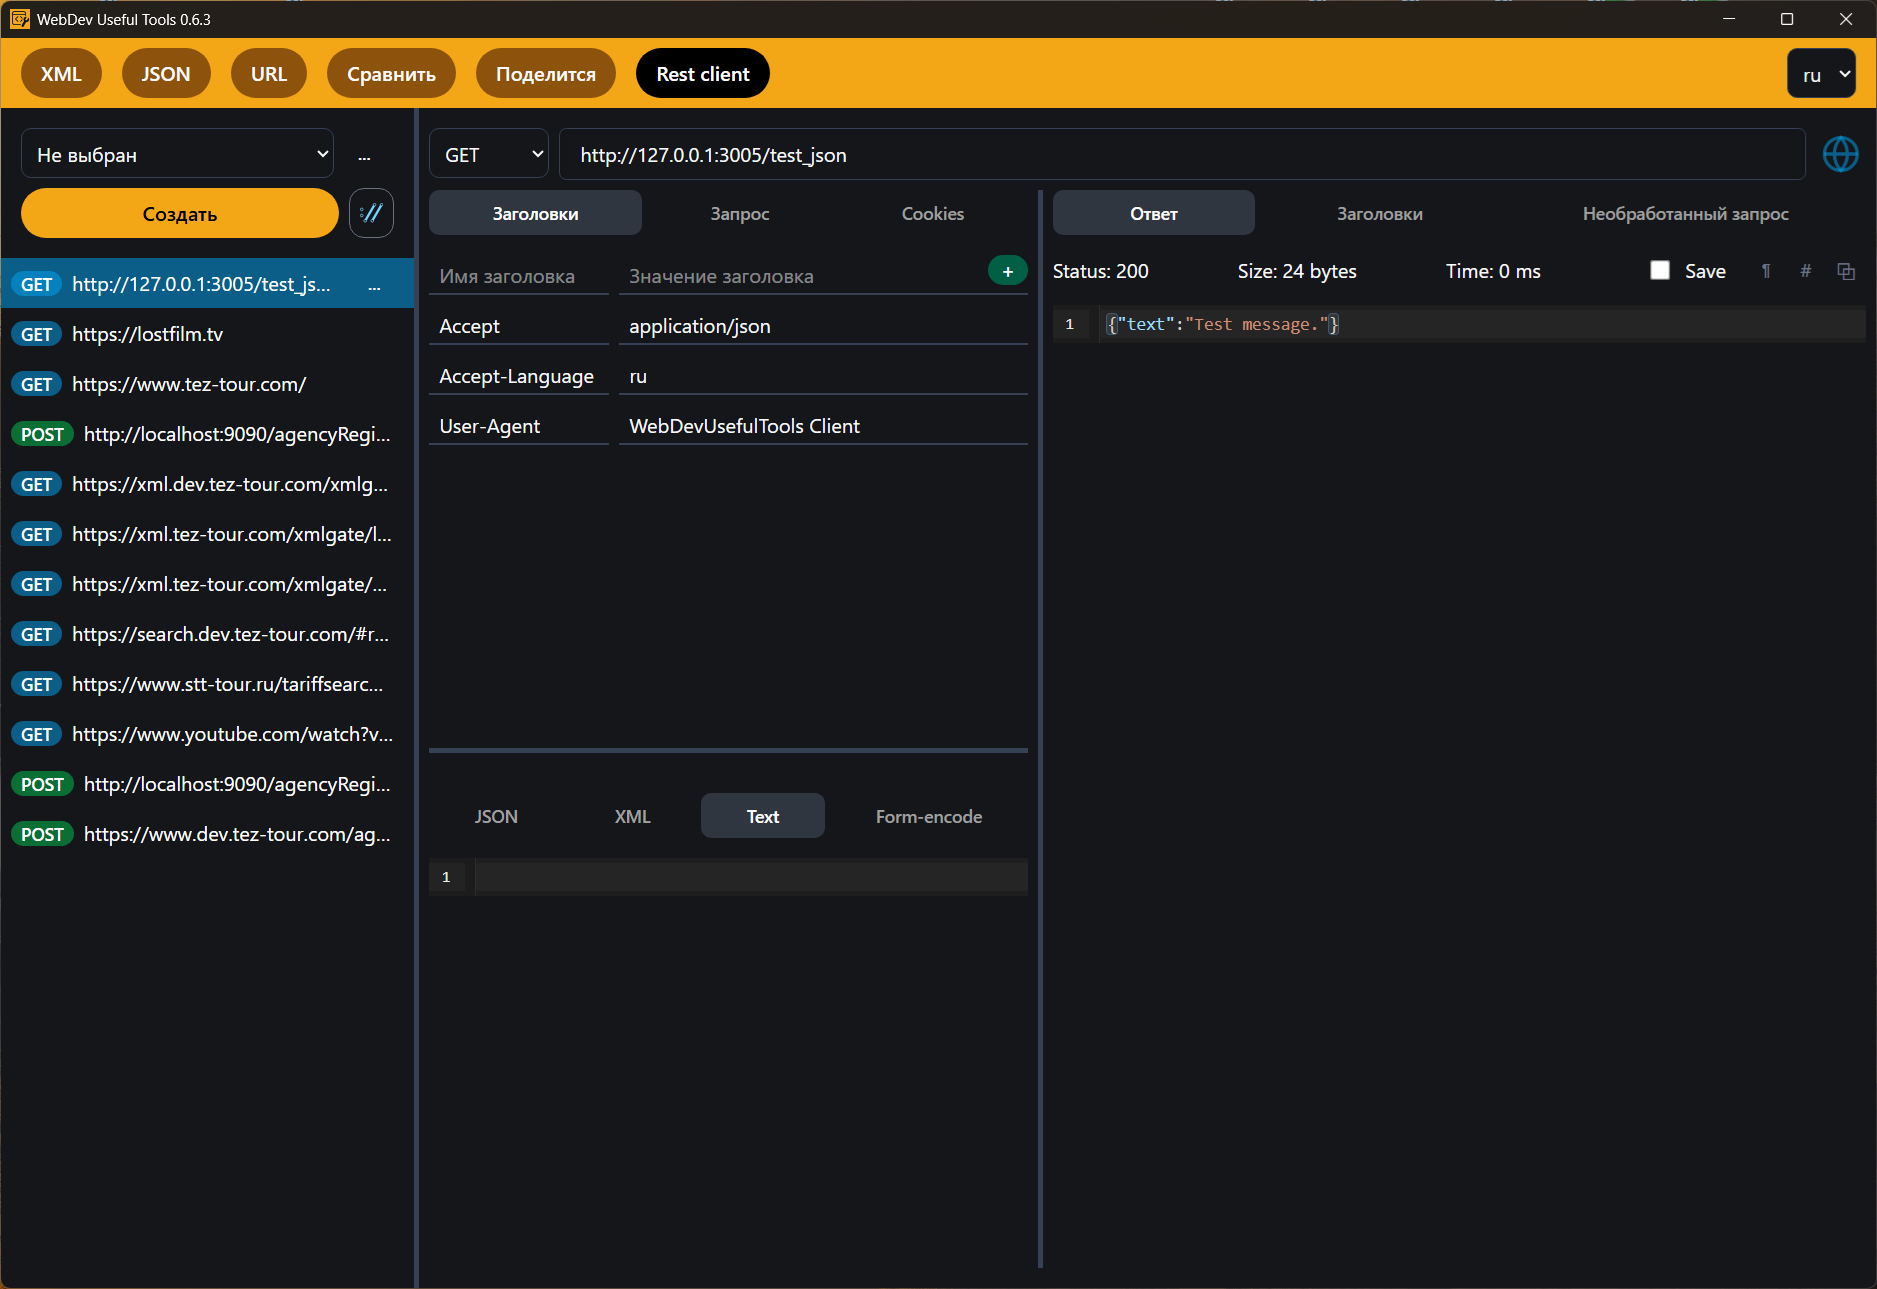 WebDev Useful Tools 0.6.3
XML JSON URL Сравнить Поделится Rest client ru
Не выбран ...
Создать ://
GET http://127.0.0.1:3005/test_js... ...
GET https://lostfilm.tv
GET https://www.tez-tour.com/
POST http://localhost:9090/agencyRegi...
GET https://xml.dev.tez-tour.com/xmlg...
GET https://xml.tez-tour.com/xmlgate/l...
GET https://xml.tez-tour.com/xmlgate/...
GET https://search.dev.tez-tour.com/#r...
GET https://www.stt-tour.ru/tariffsearc...
GET https://www.youtube.com/watch?v...
POST http://localhost:9090/agencyRegi...
POST https://www.dev.tez-tour.com/ag...
GET http://127.0.0.1:3005/test_json
Заголовки Запрос Cookies
Имя заголовка Значение заголовка +
Accept application/json
Accept-Language ru
User-Agent WebDevUsefulTools Client
JSON XML Text Form-encode
1
Ответ Заголовки Необработанный запрос
Status: 200 Size: 24 bytes Time: 0 ms Save ¶ #
1 {"text":"Test message."}